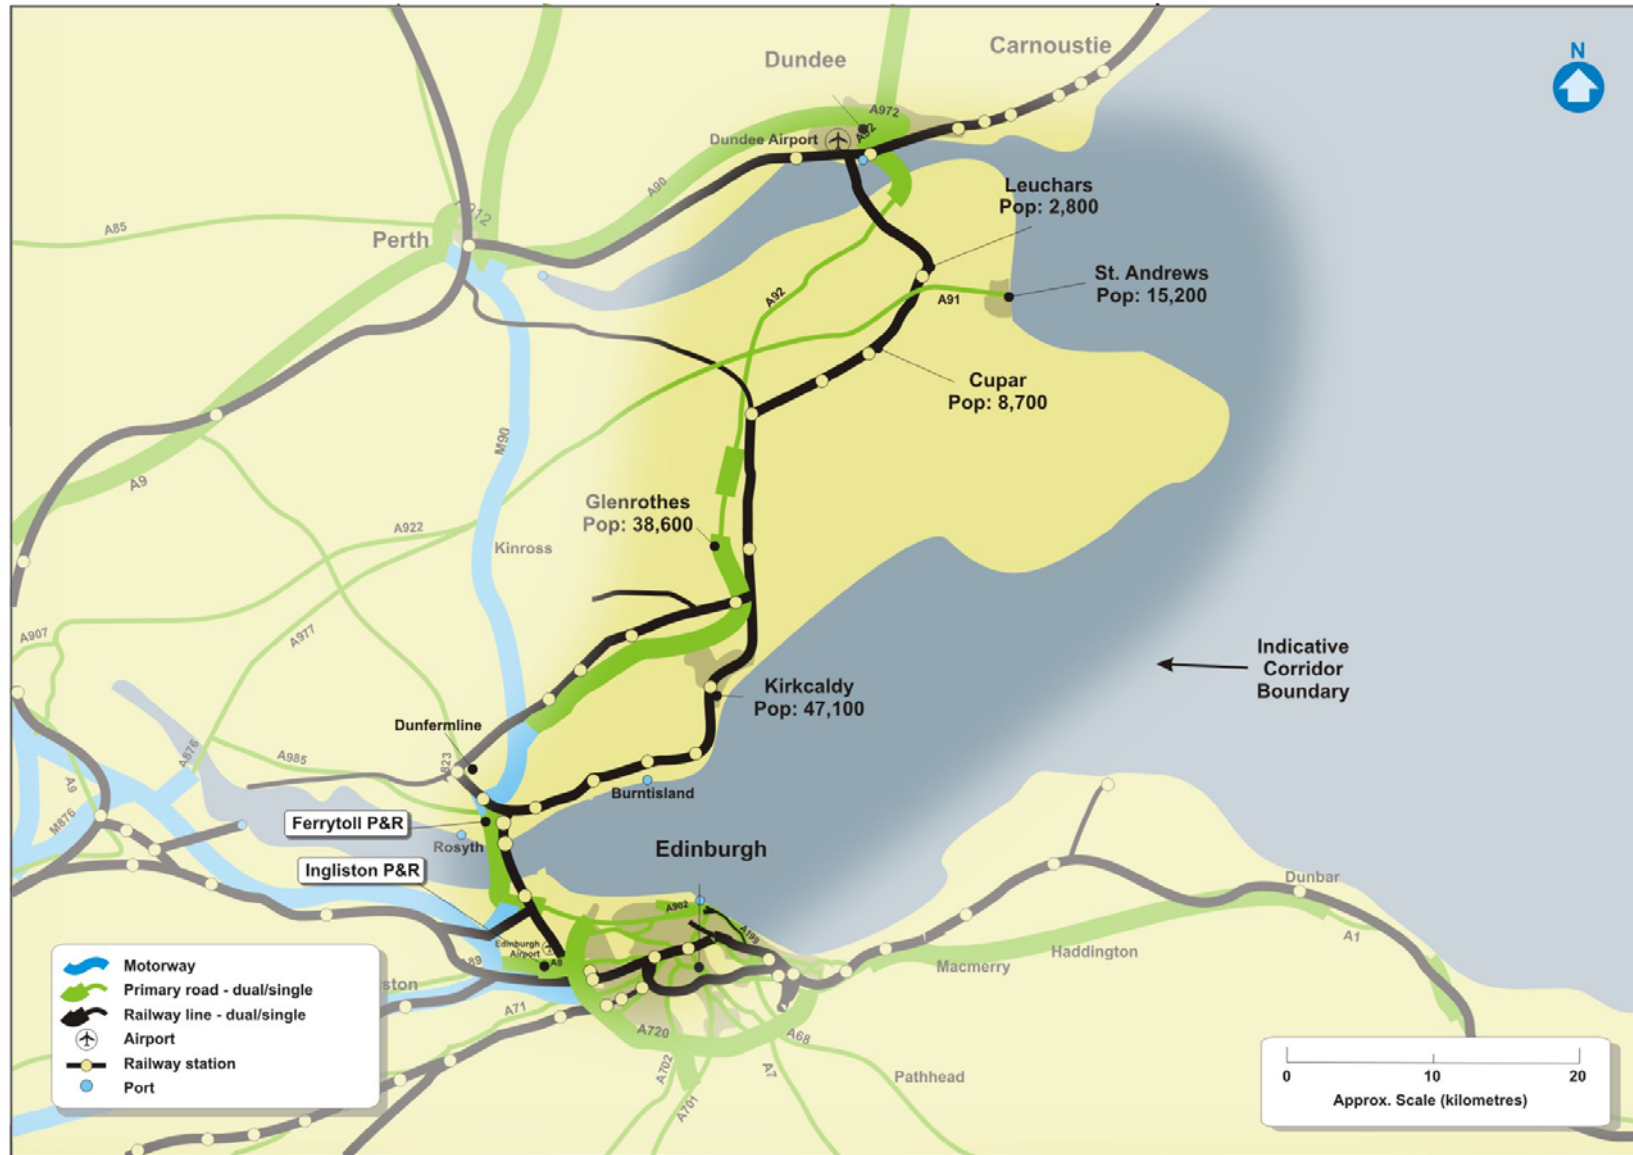 N
Dundee
Carnoustie
A972
A92
Dundee Airport
Leuchars
Pop: 2,800
A90
A85
Perth
St. Andrews
Pop: 15,200
A92
A91
Cupar
Pop: 8,700
M90
A9
Glenrothes
Pop: 38,600
A922
Kinross
A907
A977
Indicative
Corridor
Boundary
Kirkcaldy
Pop: 47,100
Dunfermline
A985
A823
A876
A9
M876
Burntisland
Ferrytoll P&R
Rosyth
Edinburgh
Ingliston P&R
Dunbar
A902
A199
A1
Edinburgh
Airport
A8
A89
Haddington
Macmerry
ston
A71
A720
A68
A702
A7
A701
Pathhead
Motorway
Primary road - dual/single
Railway line - dual/single
Airport
Railway station
Port
0 10 20
Approx. Scale (kilometres)